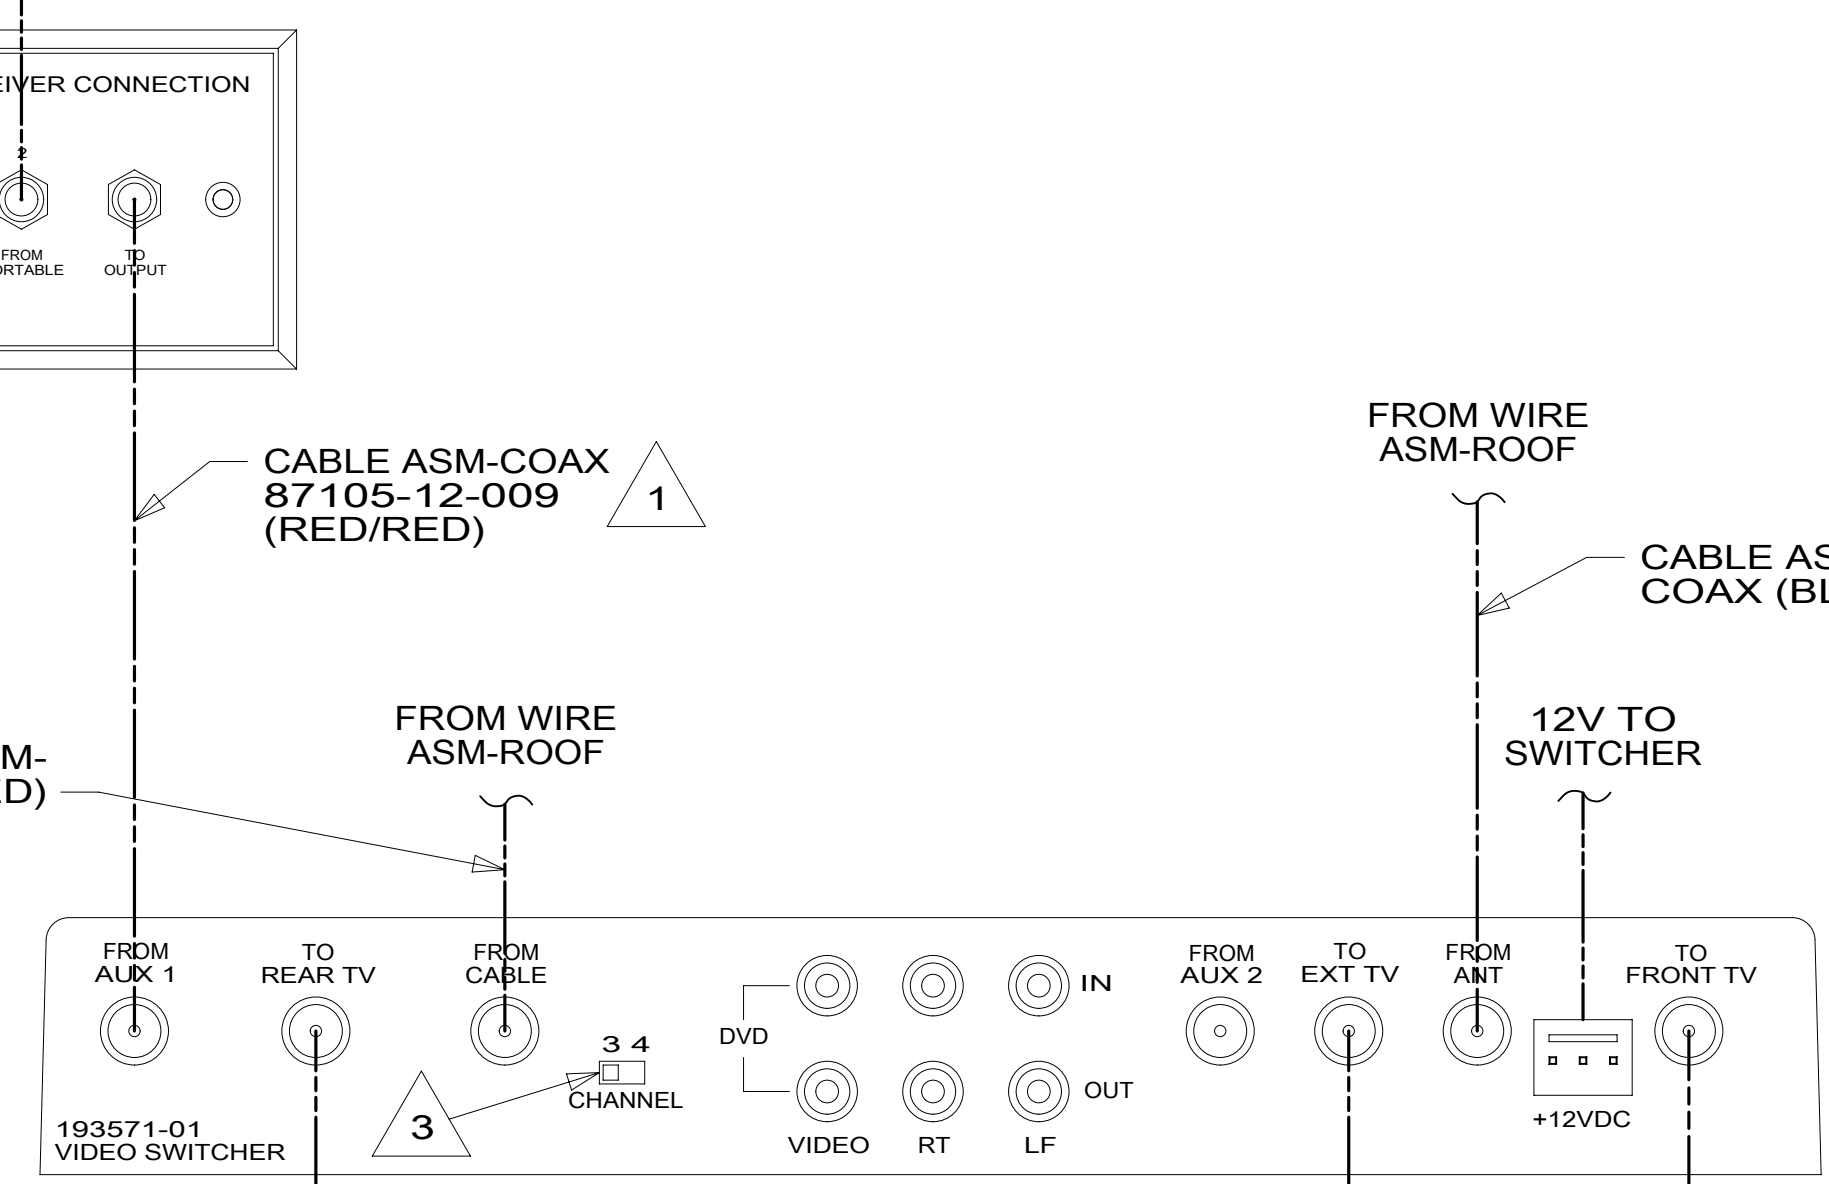 EIVER CONNECTION
2
FROM
ORTABLE
TO
OUTPUT
CABLE ASM-COAX
87105-12-009
(RED/RED)
1
FROM WIRE
ASM-ROOF
CABLE AS
COAX (BL
FROM WIRE
ASM-ROOF
12V TO
SWITCHER
M-
ED)
FROM
AUX 1
TO
REAR TV
FROM
CABLE
FROM
AUX 2
TO
EXT TV
FROM
ANT
TO
FRONT TV
IN
DVD
3 4
CHANNEL
OUT
3
+12VDC
193571-01
VIDEO SWITCHER
VIDEO
RT
LF